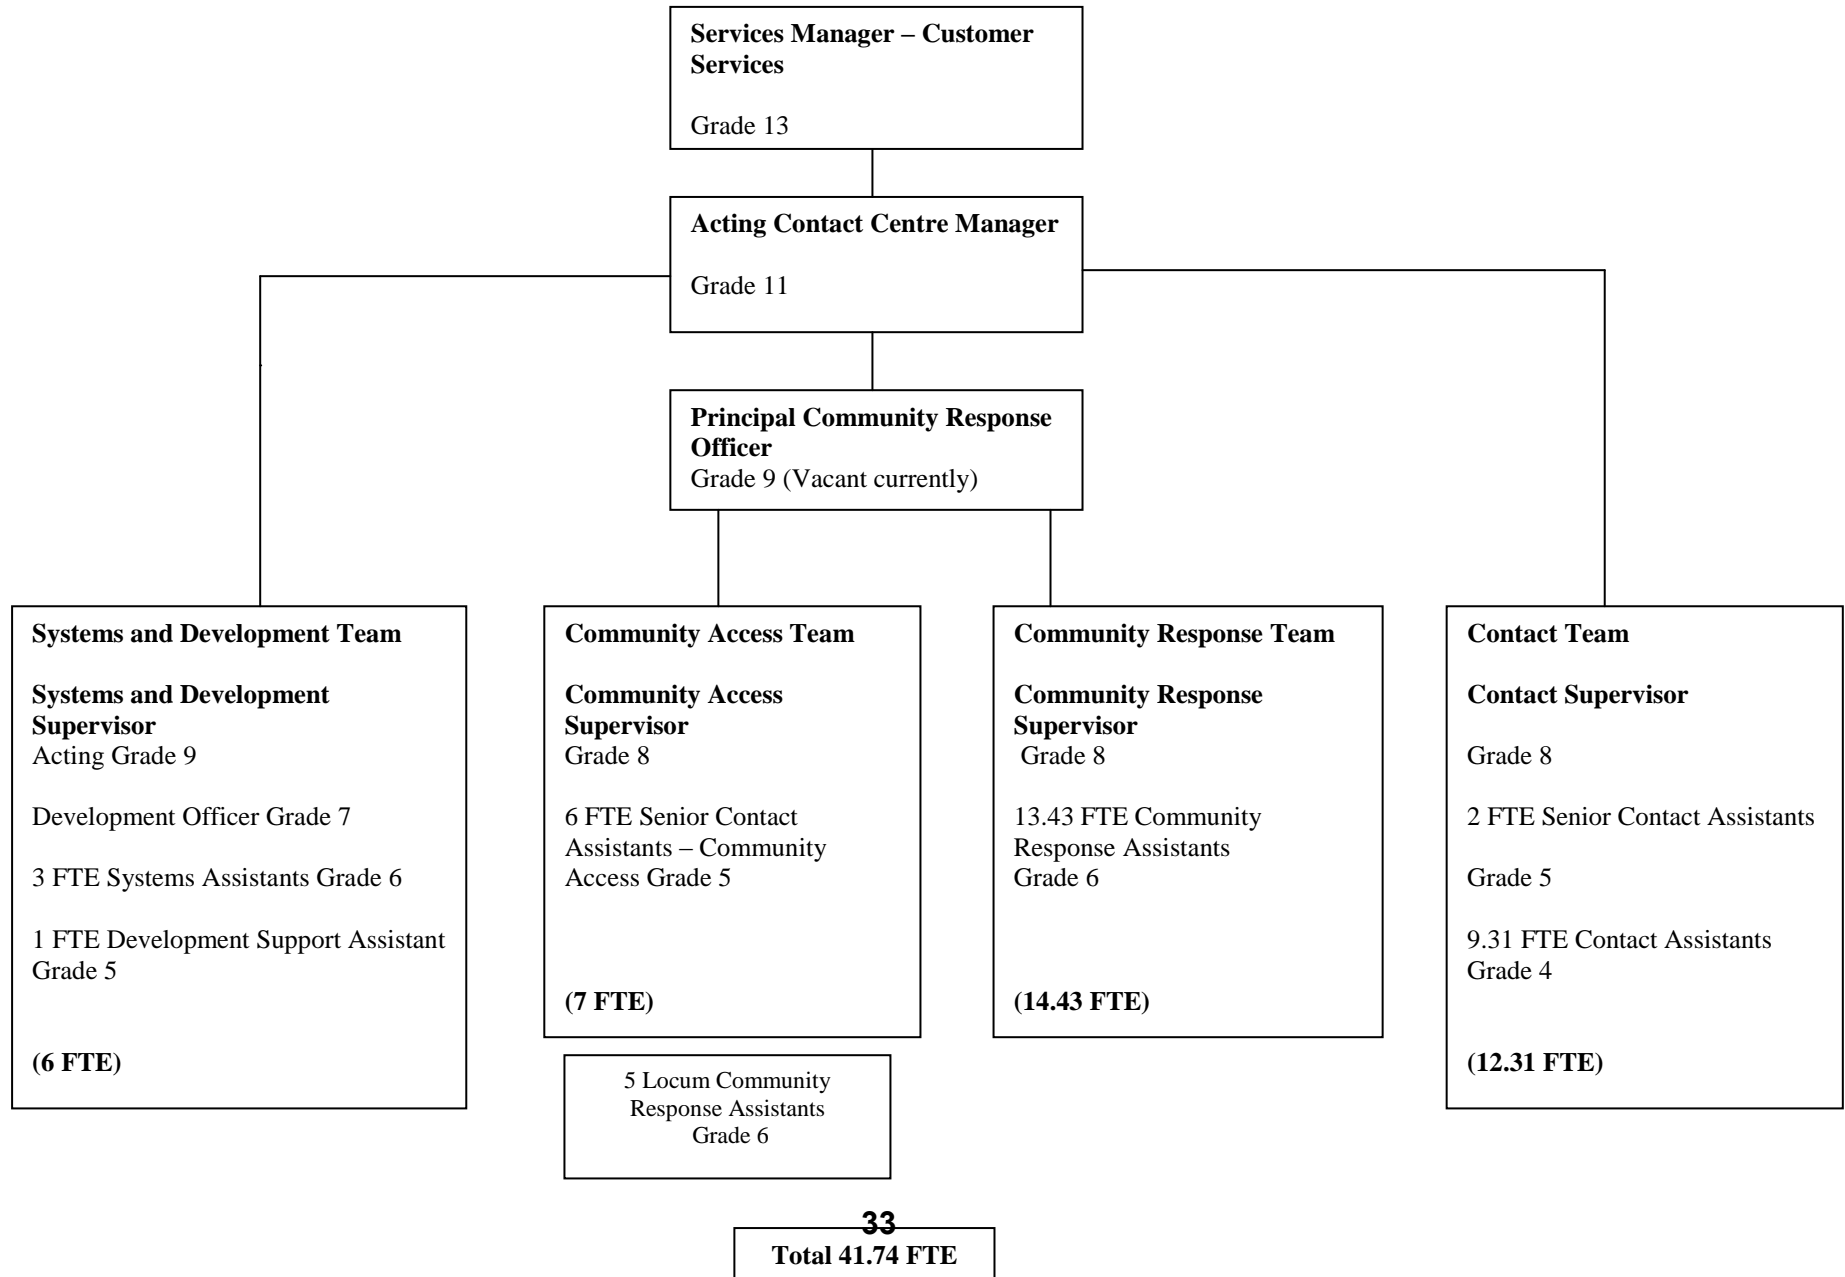 Services Manager – Customer
Services
Grade 13
Acting Contact Centre Manager
Grade 11
Principal Community Response
Officer
Grade 9 (Vacant currently)
Systems and Development Team
Systems and Development
Supervisor
Acting Grade 9
Development Officer Grade 7
3 FTE Systems Assistants Grade 6
1 FTE Development Support Assistant
Grade 5
(6 FTE)
Community Access Team
Community Access
Supervisor
Grade 8
6 FTE Senior Contact
Assistants – Community
Access Grade 5
(7 FTE)
5 Locum Community
Response Assistants
Grade 6
Community Response Team
Community Response
Supervisor
Grade 8
13.43 FTE Community
Response Assistants
Grade 6
(14.43 FTE)
Contact Team
Contact Supervisor
Grade 8
2 FTE Senior Contact Assistants
Grade 5
9.31 FTE Contact Assistants
Grade 4
(12.31 FTE)
33
Total 41.74 FTE